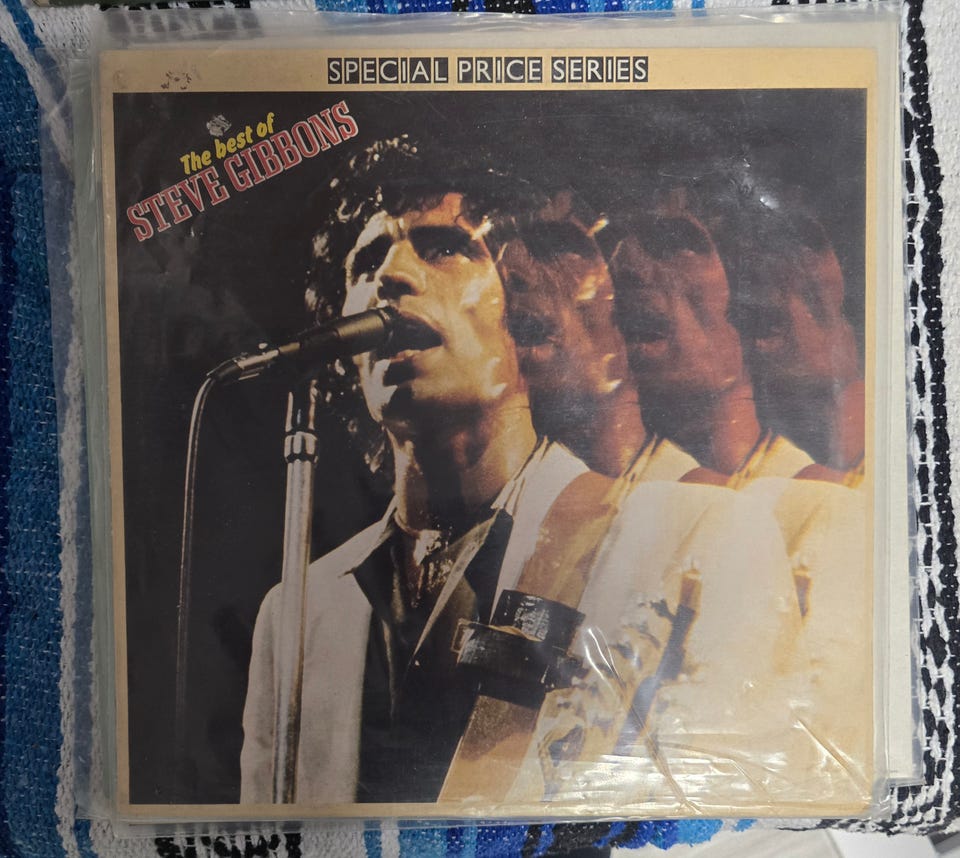 SPECIAL PRICE SERIES
The best of
STEVE GIBBONS